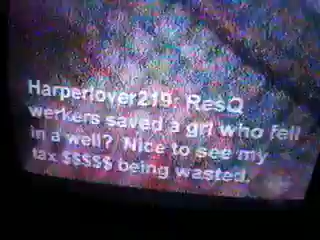 Harperlover219: ResQ
werkers saved a grl who fell
in a well? Nice to see my
tax $$$$$ being wasted.